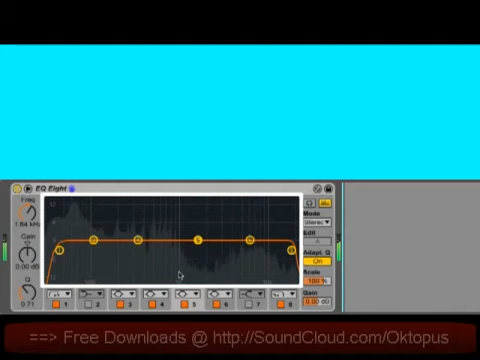 EQ Eight
Freq
1.64 kHz
Gain
0.00 dB
Q
0.71
Mode
Stereo
Edit
A
Adapt. Q
On
Scale
100 %
Gain
0.00 dB
1 2 3 4 5 6 7 8
==> Free Downloads @ http://SoundCloud.com/Oktopus